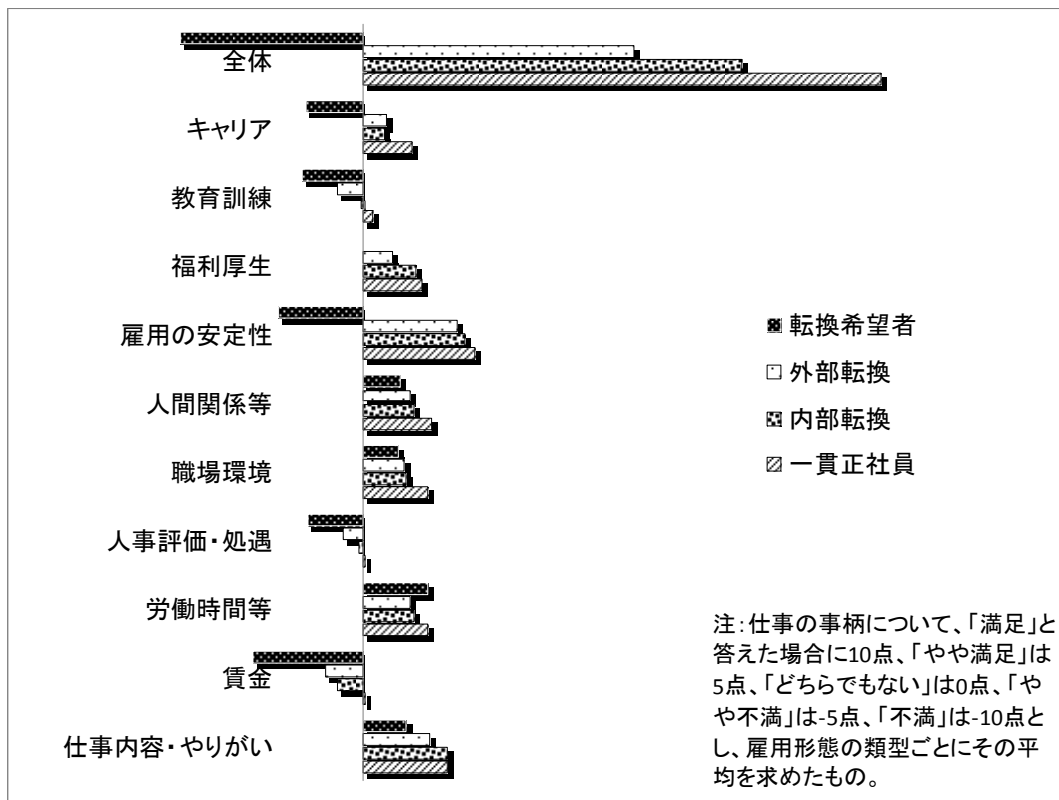 全体
キャリア
教育訓練
福利厚生
雇用の安定性
人間関係等
職場環境
人事評価・処遇
労働時間等
賃金
仕事内容・やりがい
転換希望者
外部転換
内部転換
一貫正社員
注：仕事の事柄について、「満足」と
答えた場合に10点、「やや満足」は
5点、「どちらでもない」は0点、「や
や不満」は-5点、「不満」は-10点と
し、雇用形態の類型ごとにその平
均を求めたもの。